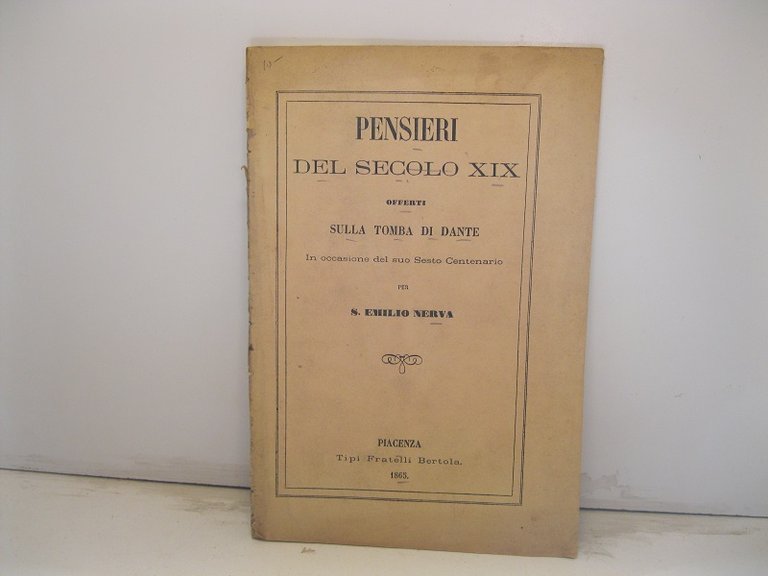 PENSIERI
DEL SECOLO XIX
OFFERTI
SULLA TOMBA DI DANTE
In occasione del suo Sesto Centenario
PER
S. EMILIO NERVA
PIACENZA
Tipi Fratelli Bertola.
1865.